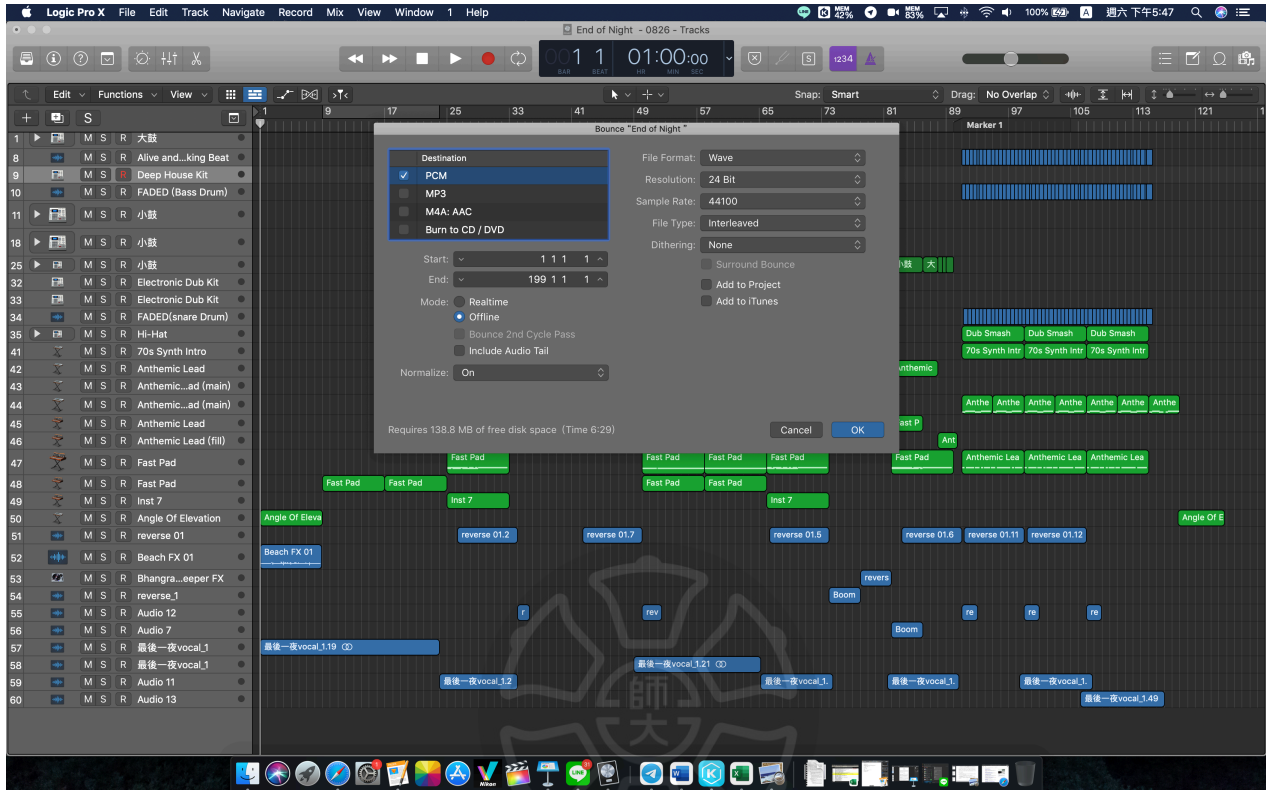 Logic Pro X File Edit Track Navigate Record Mix View Window 1 Help MEM 42% MEM 83% 100% A 週六 下午5:47
End of Night - 0826 - Tracks
001 1 01:00:00
BAR BEAT HR MIN SEC
1234
Edit Functions View Snap: Smart Drag: No Overlap
S 1 9 17 25 33 41 49 57 65 73 81 89 97 105 113 121
Marker 1
1 M S R 大鼓
8 M S R Alive and...king Beat
9 M S R Deep House Kit
10 M S R FADED (Bass Drum)
11 M S R 小鼓
18 M S R 小鼓
25 M S R 小鼓
32 M S R Electronic Dub Kit
33 M S R Electronic Dub Kit
34 M S R FADED(snare Drum)
35 M S R Hi-Hat
41 M S R 70s Synth Intro
42 M S R Anthemic Lead
43 M S R Anthemic...ad (main)
44 M S R Anthemic...ad (main)
45 M S R Anthemic Lead
46 M S R Anthemic Lead (fill)
47 M S R Fast Pad
48 M S R Fast Pad
49 M S R Inst 7
50 M S R Angle Of Elevation
51 M S R reverse 01
52 M S R Beach FX 01
53 M S R Bhangra...eeper FX
54 M S R reverse_1
55 M S R Audio 12
56 M S R Audio 7
57 M S R 最後一夜vocal_1
58 M S R 最後一夜vocal_1
59 M S R Audio 11
60 M S R Audio 13
Bounce "End of Night "
Destination
PCM
MP3
M4A: AAC
Burn to CD / DVD
Start: 1 1 1 1
End: 199 1 1 1
Mode: Realtime
Offline
Bounce 2nd Cycle Pass
Include Audio Tail
Normalize: On
File Format: Wave
Resolution: 24 Bit
Sample Rate: 44100
File Type: Interleaved
Dithering: None
Surround Bounce
Add to Project
Add to iTunes
Requires 138.8 MB of free disk space (Time 6:29)
Cancel OK
小鼓 大
Dub Smash Dub Smash Dub Smash
70s Synth Intr 70s Synth Intr 70s Synth Intr
Anthemic
Anthe Anthe Anthe Anthe Anthe Anthe Anthe
ast P
Ant
Fast Pad Fast Pad Fast Pad Fast Pad Fast Pad Anthemic Lea Anthemic Lea Anthemic Lea
Fast Pad Fast Pad Fast Pad Fast Pad
Inst 7 Inst 7
Angle Of Eleva Angle Of E
reverse 01.2 reverse 01.7 reverse 01.5 reverse 01.6 reverse 01.11 reverse 01.12
Beach FX 01
revers
Boom
r rev re re re
Boom
最後一夜vocal_1.19
最後一夜vocal_1.21
最後一夜vocal_1.2 最後一夜vocal_1. 最後一夜vocal_1. 最後一夜vocal_1.
最後一夜vocal_1.49
師大